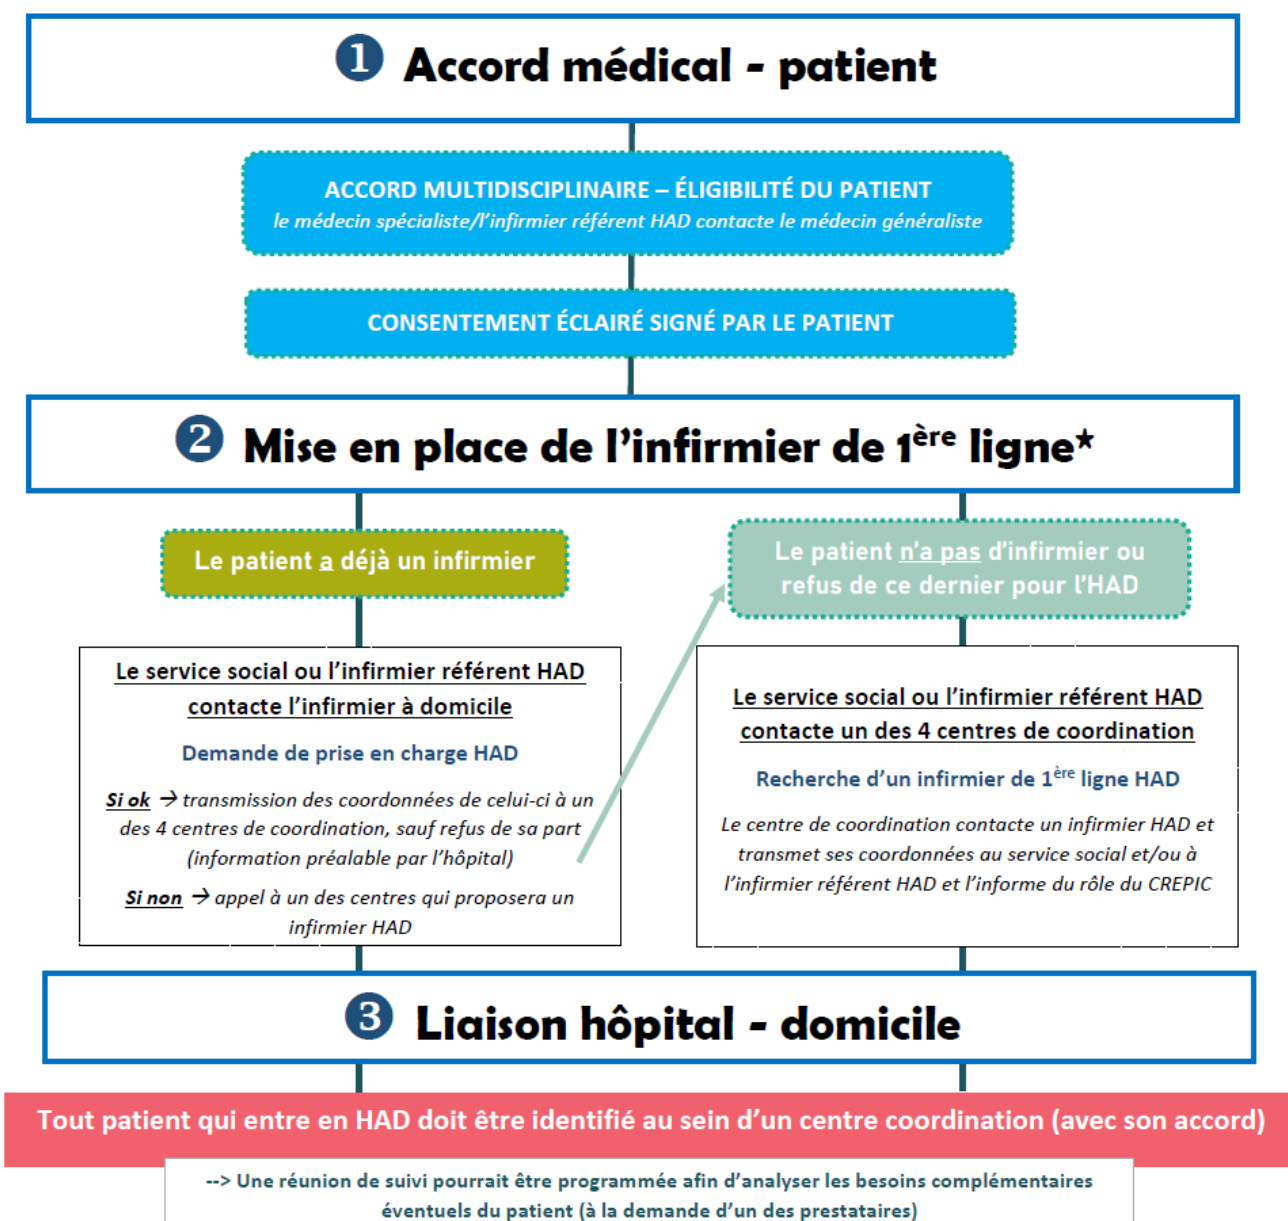 ❶ Accord médical - patient
ACCORD MULTIDISCIPLINAIRE – ÉLIGIBILITÉ DU PATIENT
le médecin spécialiste/l'infirmier référent HAD contacte le médecin généraliste
CONSENTEMENT ÉCLAIRÉ SIGNÉ PAR LE PATIENT
❷ Mise en place de l'infirmier de 1ère ligne*
Le patient a déjà un infirmier
Le service social ou l'infirmier référent HAD
contacte l'infirmier à domicile
Demande de prise en charge HAD
Si ok → transmission des coordonnées de celui-ci à un
des 4 centres de coordination, sauf refus de sa part
(information préalable par l'hôpital)
Si non → appel à un des centres qui proposera un
infirmier HAD
Le patient n'a pas d'infirmier ou
refus de ce dernier pour l'HAD
Le service social ou l'infirmier référent HAD
contacte un des 4 centres de coordination
Recherche d'un infirmier de 1ère ligne HAD
Le centre de coordination contacte un infirmier HAD et
transmet ses coordonnées au service social et/ou à
l'infirmier référent HAD et l'informe du rôle du CREPIC
❸ Liaison hôpital - domicile
Tout patient qui entre en HAD doit être identifié au sein d'un centre coordination (avec son accord)
--> Une réunion de suivi pourrait être programmée afin d'analyser les besoins complémentaires
éventuels du patient (à la demande d'un des prestataires)